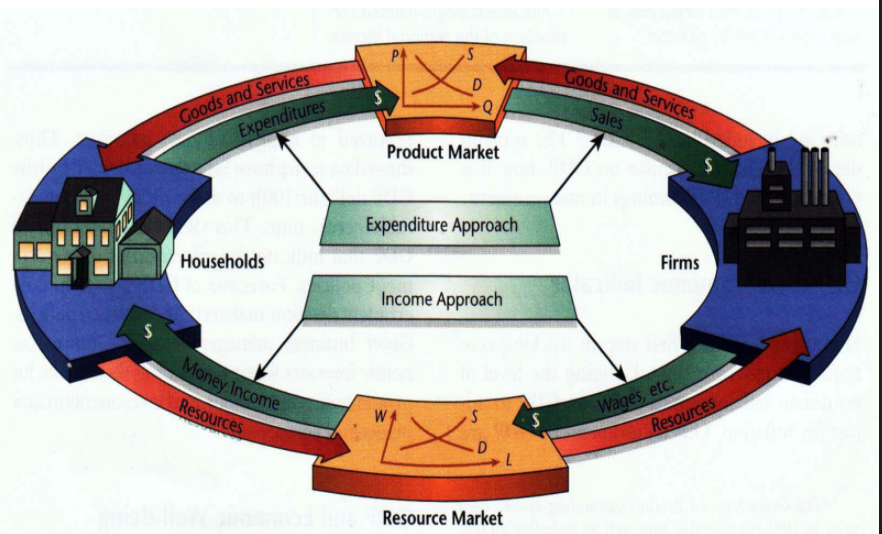 P
S
D
Q
Goods and Services
Goods and Services
Expenditures
$
Sales
$
Product Market
Expenditure Approach
Households
Firms
Income Approach
$
Money Income
Resources
W
S
D
L
$
Wages, etc.
Resources
Resource Market